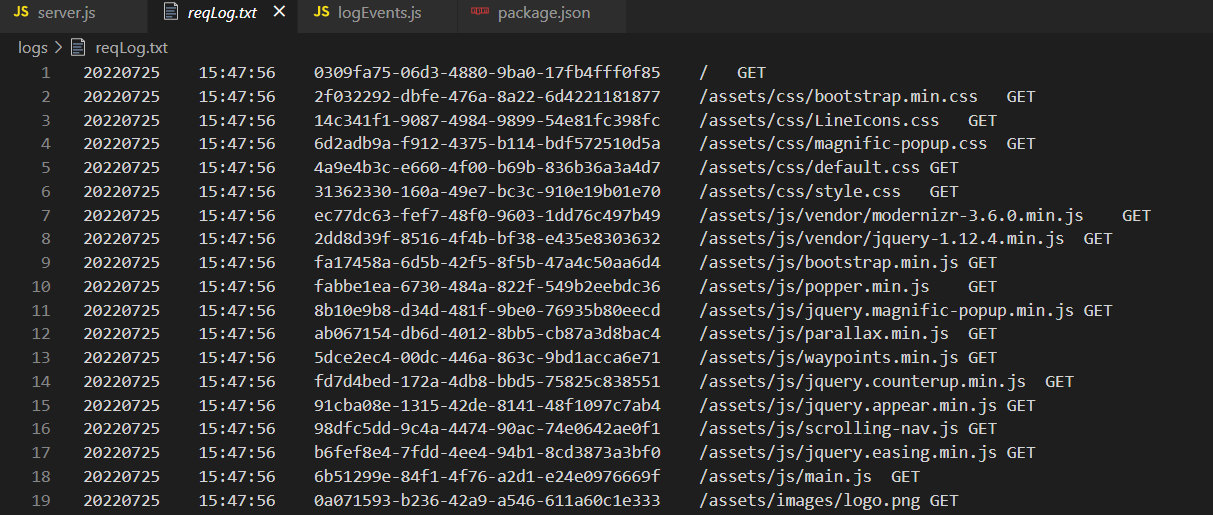 JS server.js reqLog.txt × JS logEvents.js package.json
logs > reqLog.txt
1 20220725 15:47:56 0309fa75-06d3-4880-9ba0-17fb4fff0f85 / GET
2 20220725 15:47:56 2f032292-dbfe-476a-8a22-6d4221181877 /assets/css/bootstrap.min.css GET
3 20220725 15:47:56 14c341f1-9087-4984-9899-54e81fc398fc /assets/css/LineIcons.css GET
4 20220725 15:47:56 6d2adb9a-f912-4375-b114-bdf572510d5a /assets/css/magnific-popup.css GET
5 20220725 15:47:56 4a9e4b3c-e660-4f00-b69b-836b36a3a4d7 /assets/css/default.css GET
6 20220725 15:47:56 31362330-160a-49e7-bc3c-910e19b01e70 /assets/css/style.css GET
7 20220725 15:47:56 ec77dc63-fef7-48f0-9603-1dd76c497b49 /assets/js/vendor/modernizr-3.6.0.min.js GET
8 20220725 15:47:56 2dd8d39f-8516-4f4b-bf38-e435e8303632 /assets/js/vendor/jquery-1.12.4.min.js GET
9 20220725 15:47:56 fa17458a-6d5b-42f5-8f5b-47a4c50aa6d4 /assets/js/bootstrap.min.js GET
10 20220725 15:47:56 fabbe1ea-6730-484a-822f-549b2eebdc36 /assets/js/popper.min.js GET
11 20220725 15:47:56 8b10e9b8-d34d-481f-9be0-76935b80eecd /assets/js/jquery.magnific-popup.min.js GET
12 20220725 15:47:56 ab067154-db6d-4012-8bb5-cb87a3d8bac4 /assets/js/parallax.min.js GET
13 20220725 15:47:56 5dce2ec4-00dc-446a-863c-9bd1acca6e71 /assets/js/waypoints.min.js GET
14 20220725 15:47:56 fd7d4bed-172a-4db8-bbd5-75825c838551 /assets/js/jquery.counterup.min.js GET
15 20220725 15:47:56 91cba08e-1315-42de-8141-48f1097c7ab4 /assets/js/jquery.appear.min.js GET
16 20220725 15:47:56 98dfc5dd-9c4a-4474-90ac-74e0642ae0f1 /assets/js/scrolling-nav.js GET
17 20220725 15:47:56 b6fef8e4-7fdd-4ee4-94b1-8cd3873a3bf0 /assets/js/jquery.easing.min.js GET
18 20220725 15:47:56 6b51299e-84f1-4f76-a2d1-e24e0976669f /assets/js/main.js GET
19 20220725 15:47:56 0a071593-b236-42a9-a546-611a60c1e333 /assets/images/logo.png GET